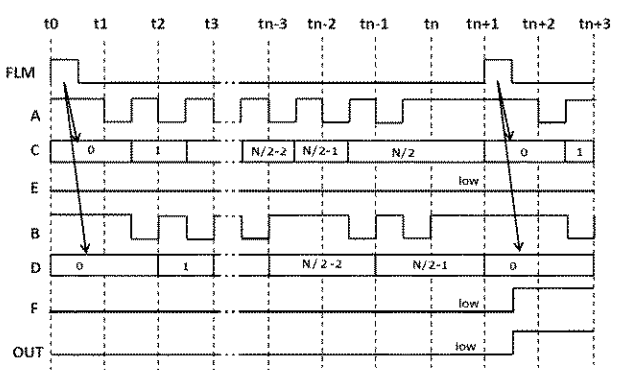 t0 t1 t2 t3 tn-3 tn-2 tn-1 tn tn+1 tn+2 tn+3
FLM
A
C 0 1 N/2-2 N/2-1 N/2 0 1
E low
B
D 0 1 N/2-2 N/2-1 0
F low
OUT low